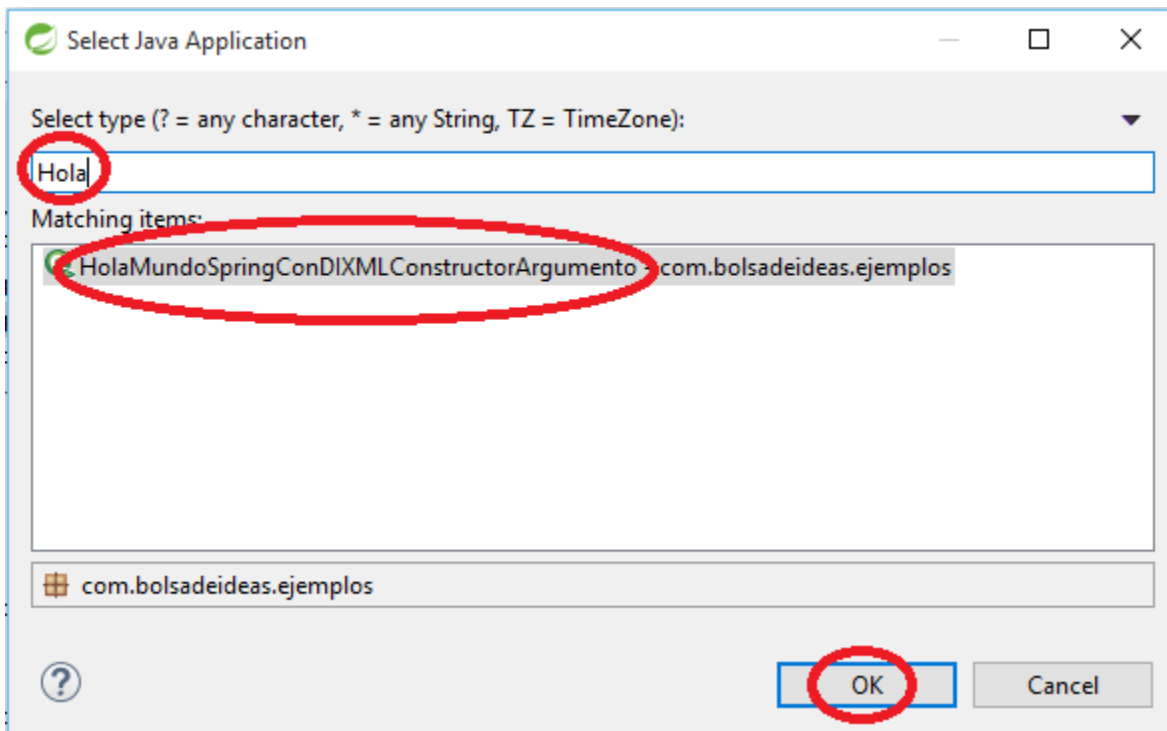 Select Java Application
Select type (? = any character, * = any String, TZ = TimeZone):
Hola
Matching items:
HolaMundoSpringConDIXMLConstructorArgumento - com.bolsadeideas.ejemplos
com.bolsadeideas.ejemplos
? OK Cancel